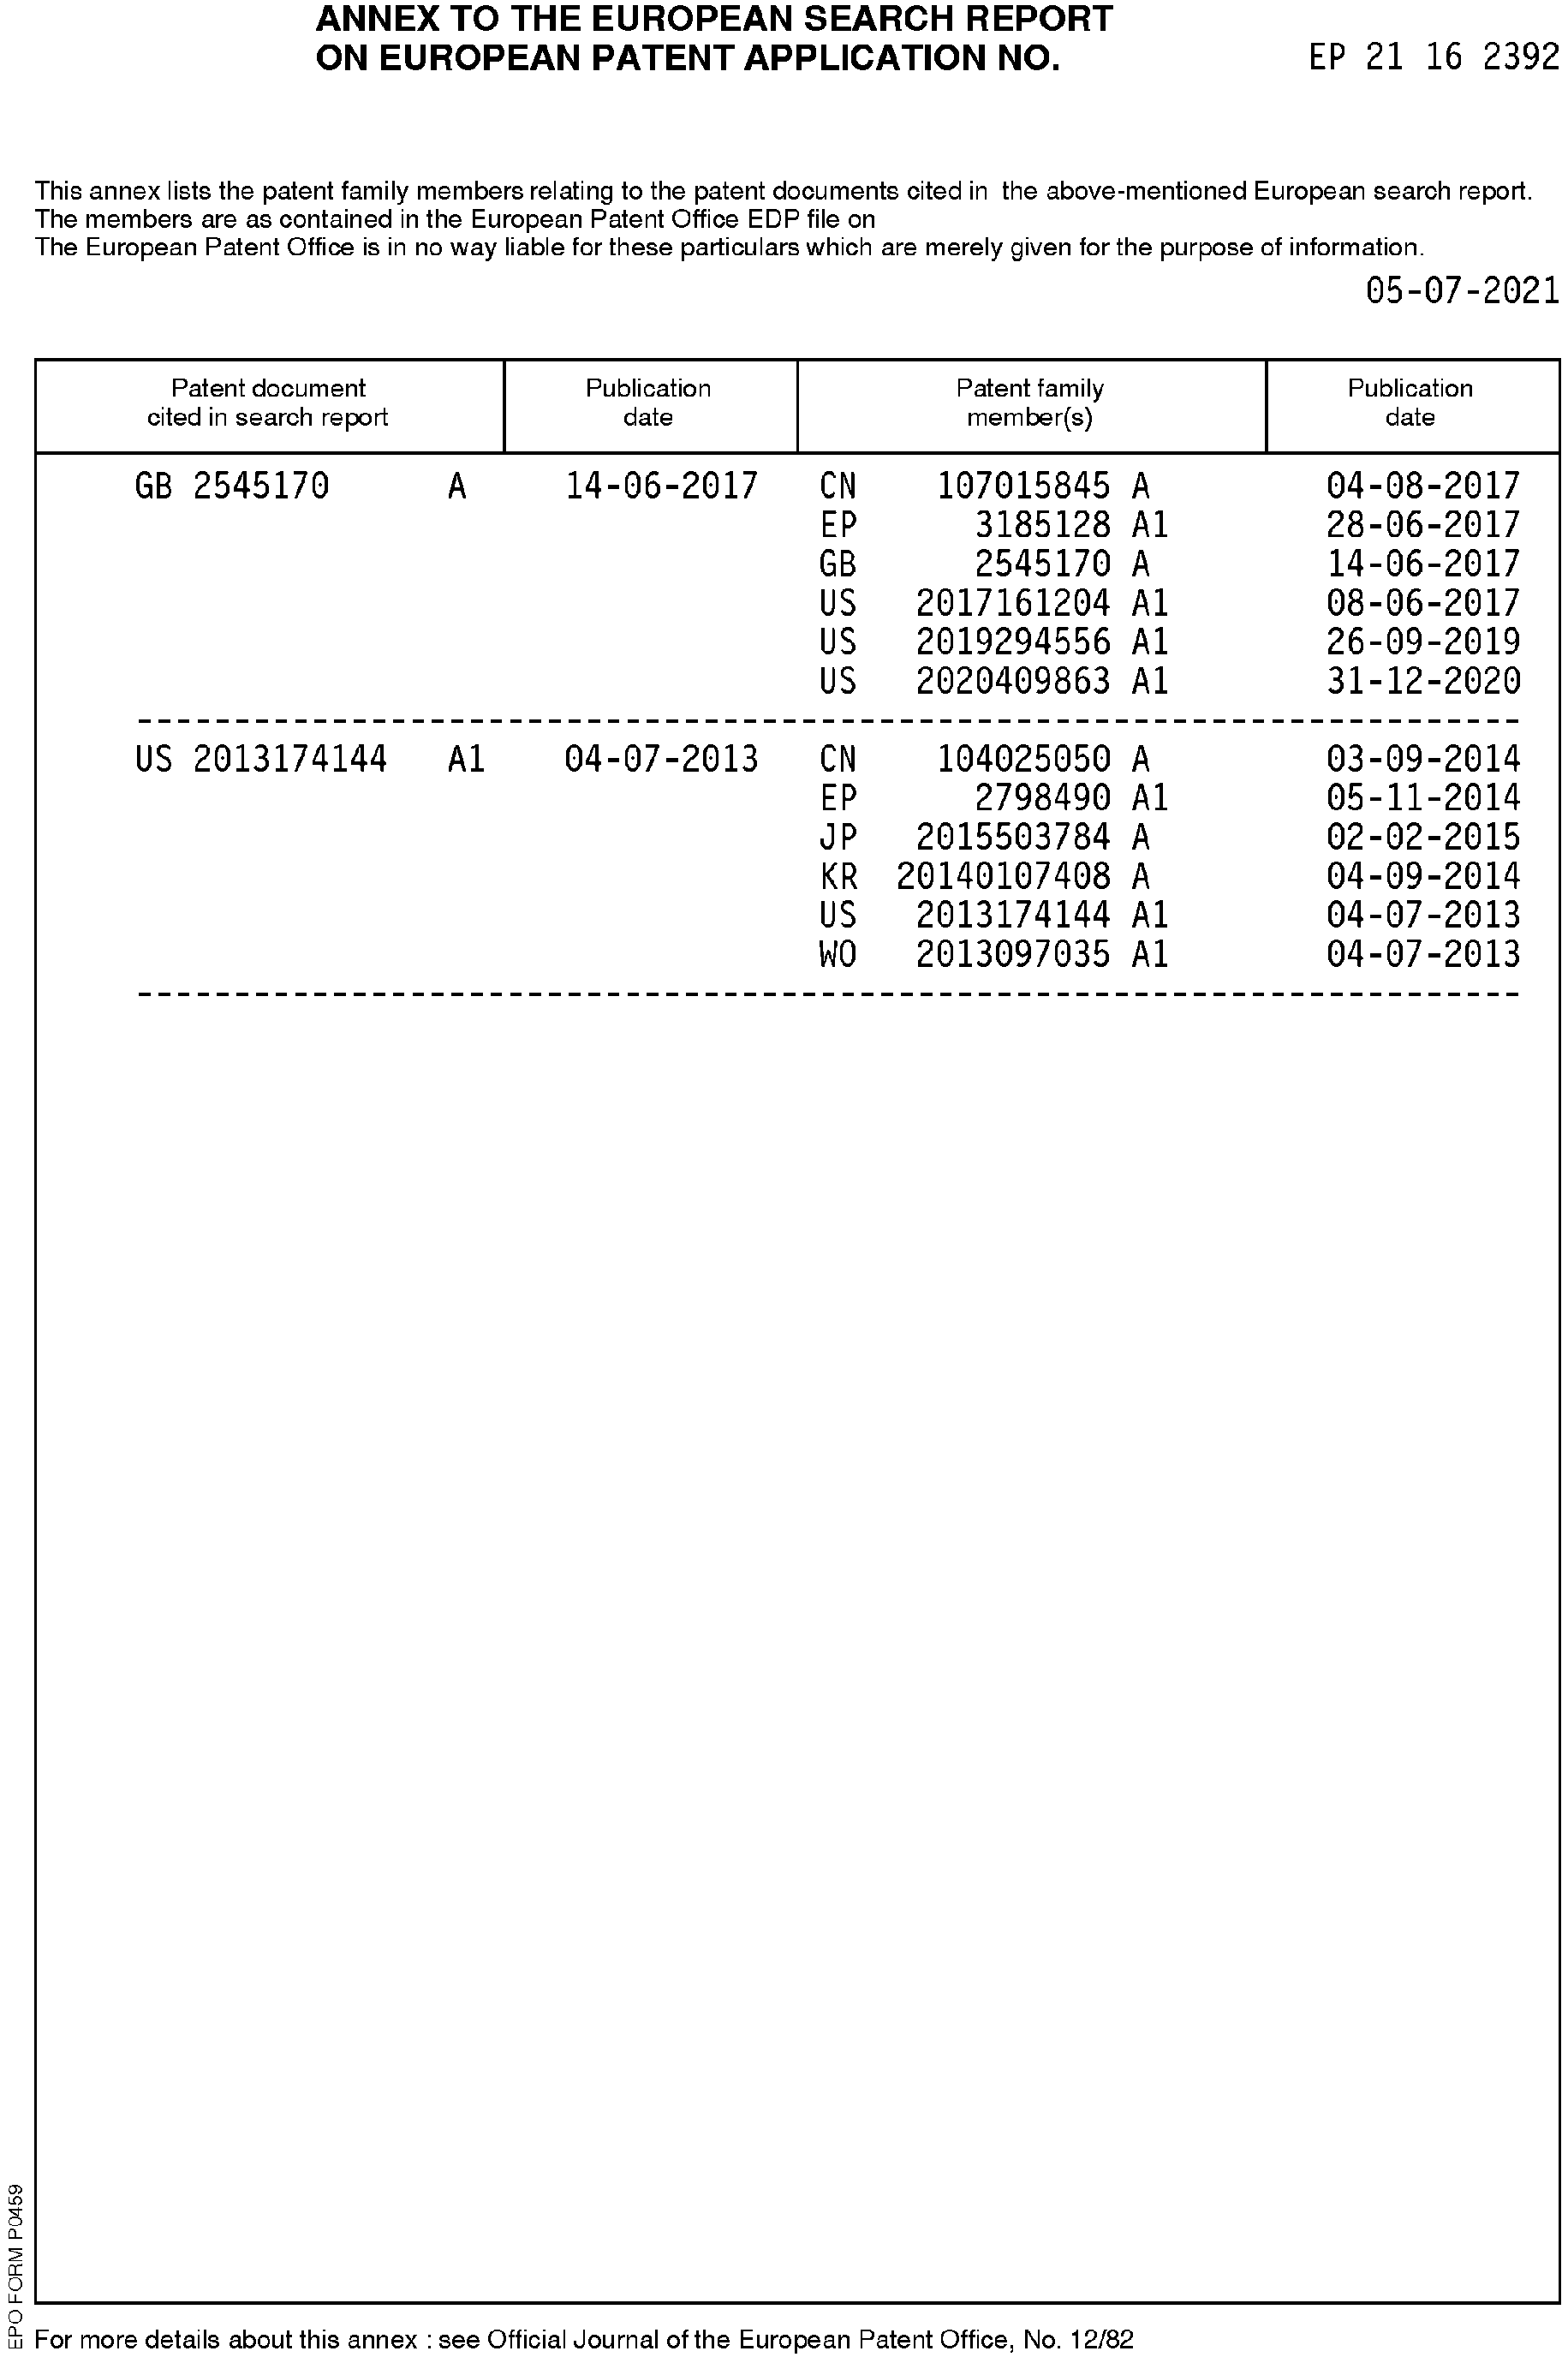 ANNEX TO THE EUROPEAN SEARCH REPORT
ON EUROPEAN PATENT APPLICATION NO. EP 21 16 2392
This annex lists the patent family members relating to the patent documents cited in the above-mentioned European search report.
The members are as contained in the European Patent Office EDP file on
The European Patent Office is in no way liable for these particulars which are merely given for the purpose of information.
05-07-2021
Patent document cited in search report Publication date Patent family member(s) Publication date
GB 2545170 A 14-06-2017 CN 107015845 A 04-08-2017
EP 3185128 A1 28-06-2017
GB 2545170 A 14-06-2017
US 2017161204 A1 08-06-2017
US 2019294556 A1 26-09-2019
US 2020409863 A1 31-12-2020
US 2013174144 A1 04-07-2013 CN 104025050 A 03-09-2014
EP 2798490 A1 05-11-2014
JP 2015503784 A 02-02-2015
KR 20140107408 A 04-09-2014
US 2013174144 A1 04-07-2013
WO 2013097035 A1 04-07-2013
EPO FORM P0459
For more details about this annex : see Official Journal of the European Patent Office, No. 12/82